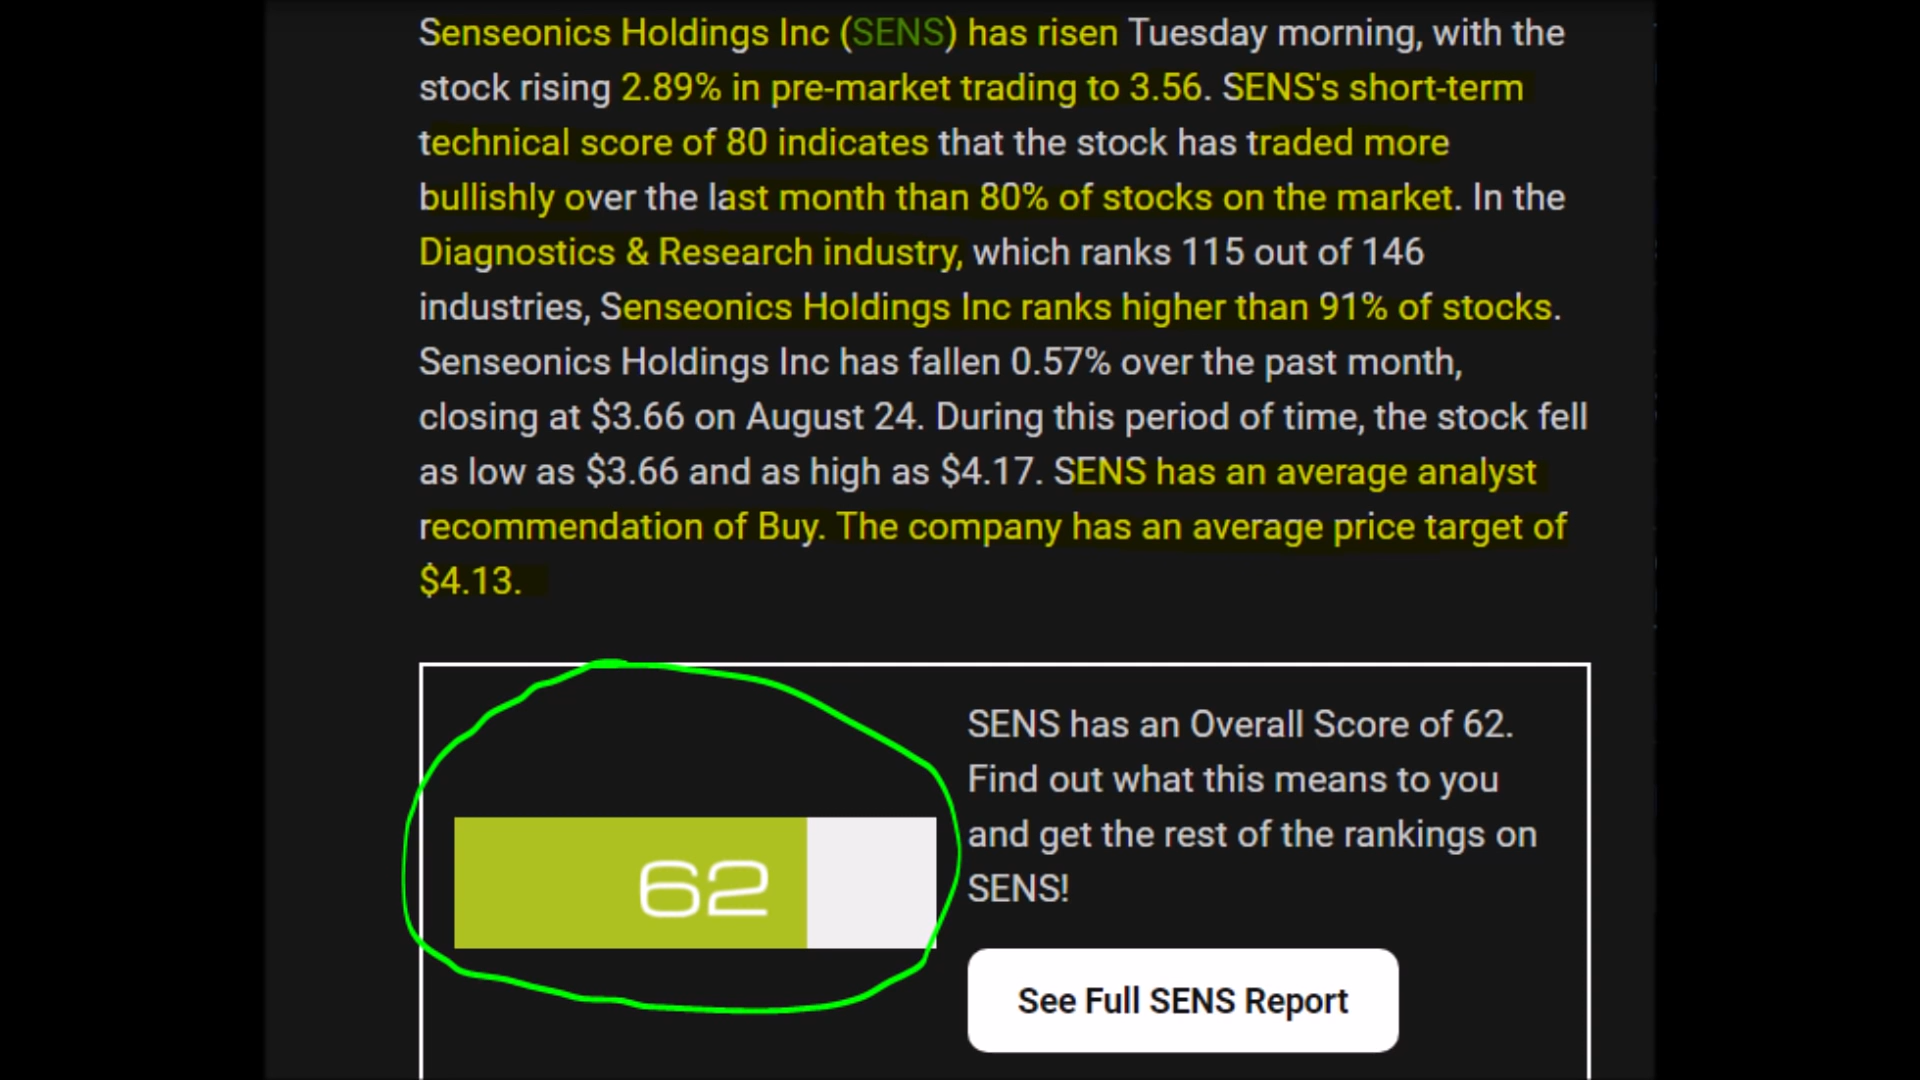 Senseonics Holdings Inc (SENS) has risen Tuesday morning, with the
stock rising 2.89% in pre-market trading to 3.56. SENS's short-term
technical score of 80 indicates that the stock has traded more
bullishly over the last month than 80% of stocks on the market. In the
Diagnostics & Research industry, which ranks 115 out of 146
industries, Senseonics Holdings Inc ranks higher than 91% of stocks.
Senseonics Holdings Inc has fallen 0.57% over the past month,
closing at $3.66 on August 24. During this period of time, the stock fell
as low as $3.66 and as high as $4.17. SENS has an average analyst
recommendation of Buy. The company has an average price target of
$4.13.
62
SENS has an Overall Score of 62.
Find out what this means to you
and get the rest of the rankings on
SENS!
See Full SENS Report